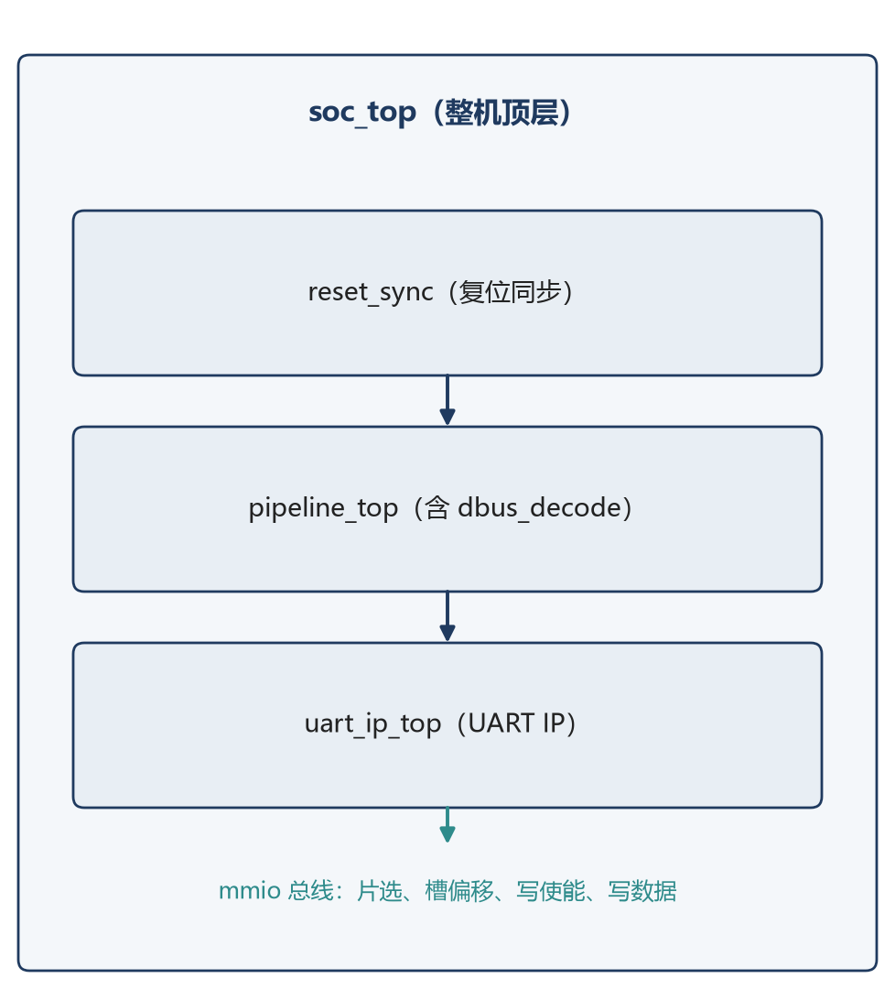 soc_top（整机顶层）
reset_sync（复位同步）
pipeline_top（含 dbus_decode）
uart_ip_top（UART IP）
mmio 总线：片选、槽偏移、写使能、写数据